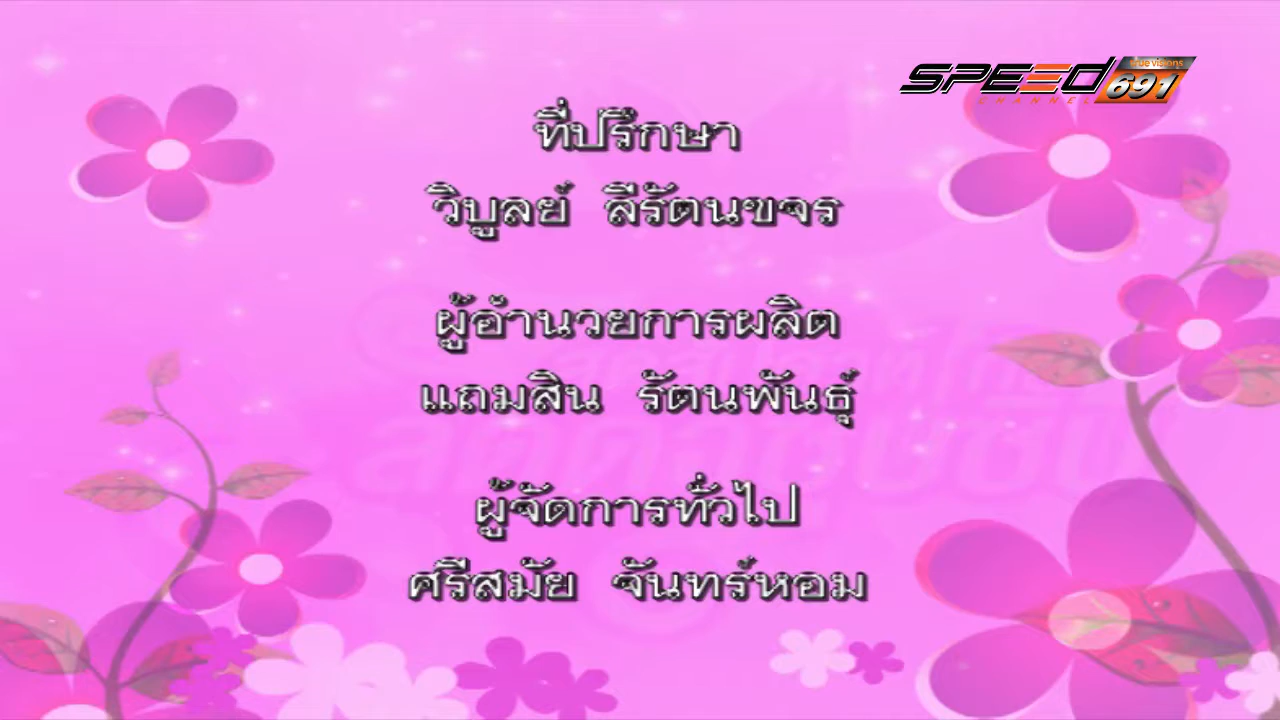 true visions
SPEED 691
CHANNEL
ที่ปรึกษา
วิบูลย์ ลีรัตนขจร
ผู้อำนวยการผลิต
แถมสิน รัตนพันธุ์
ผู้จัดการทั่วไป
ศรีสมัย จันทร์หอม